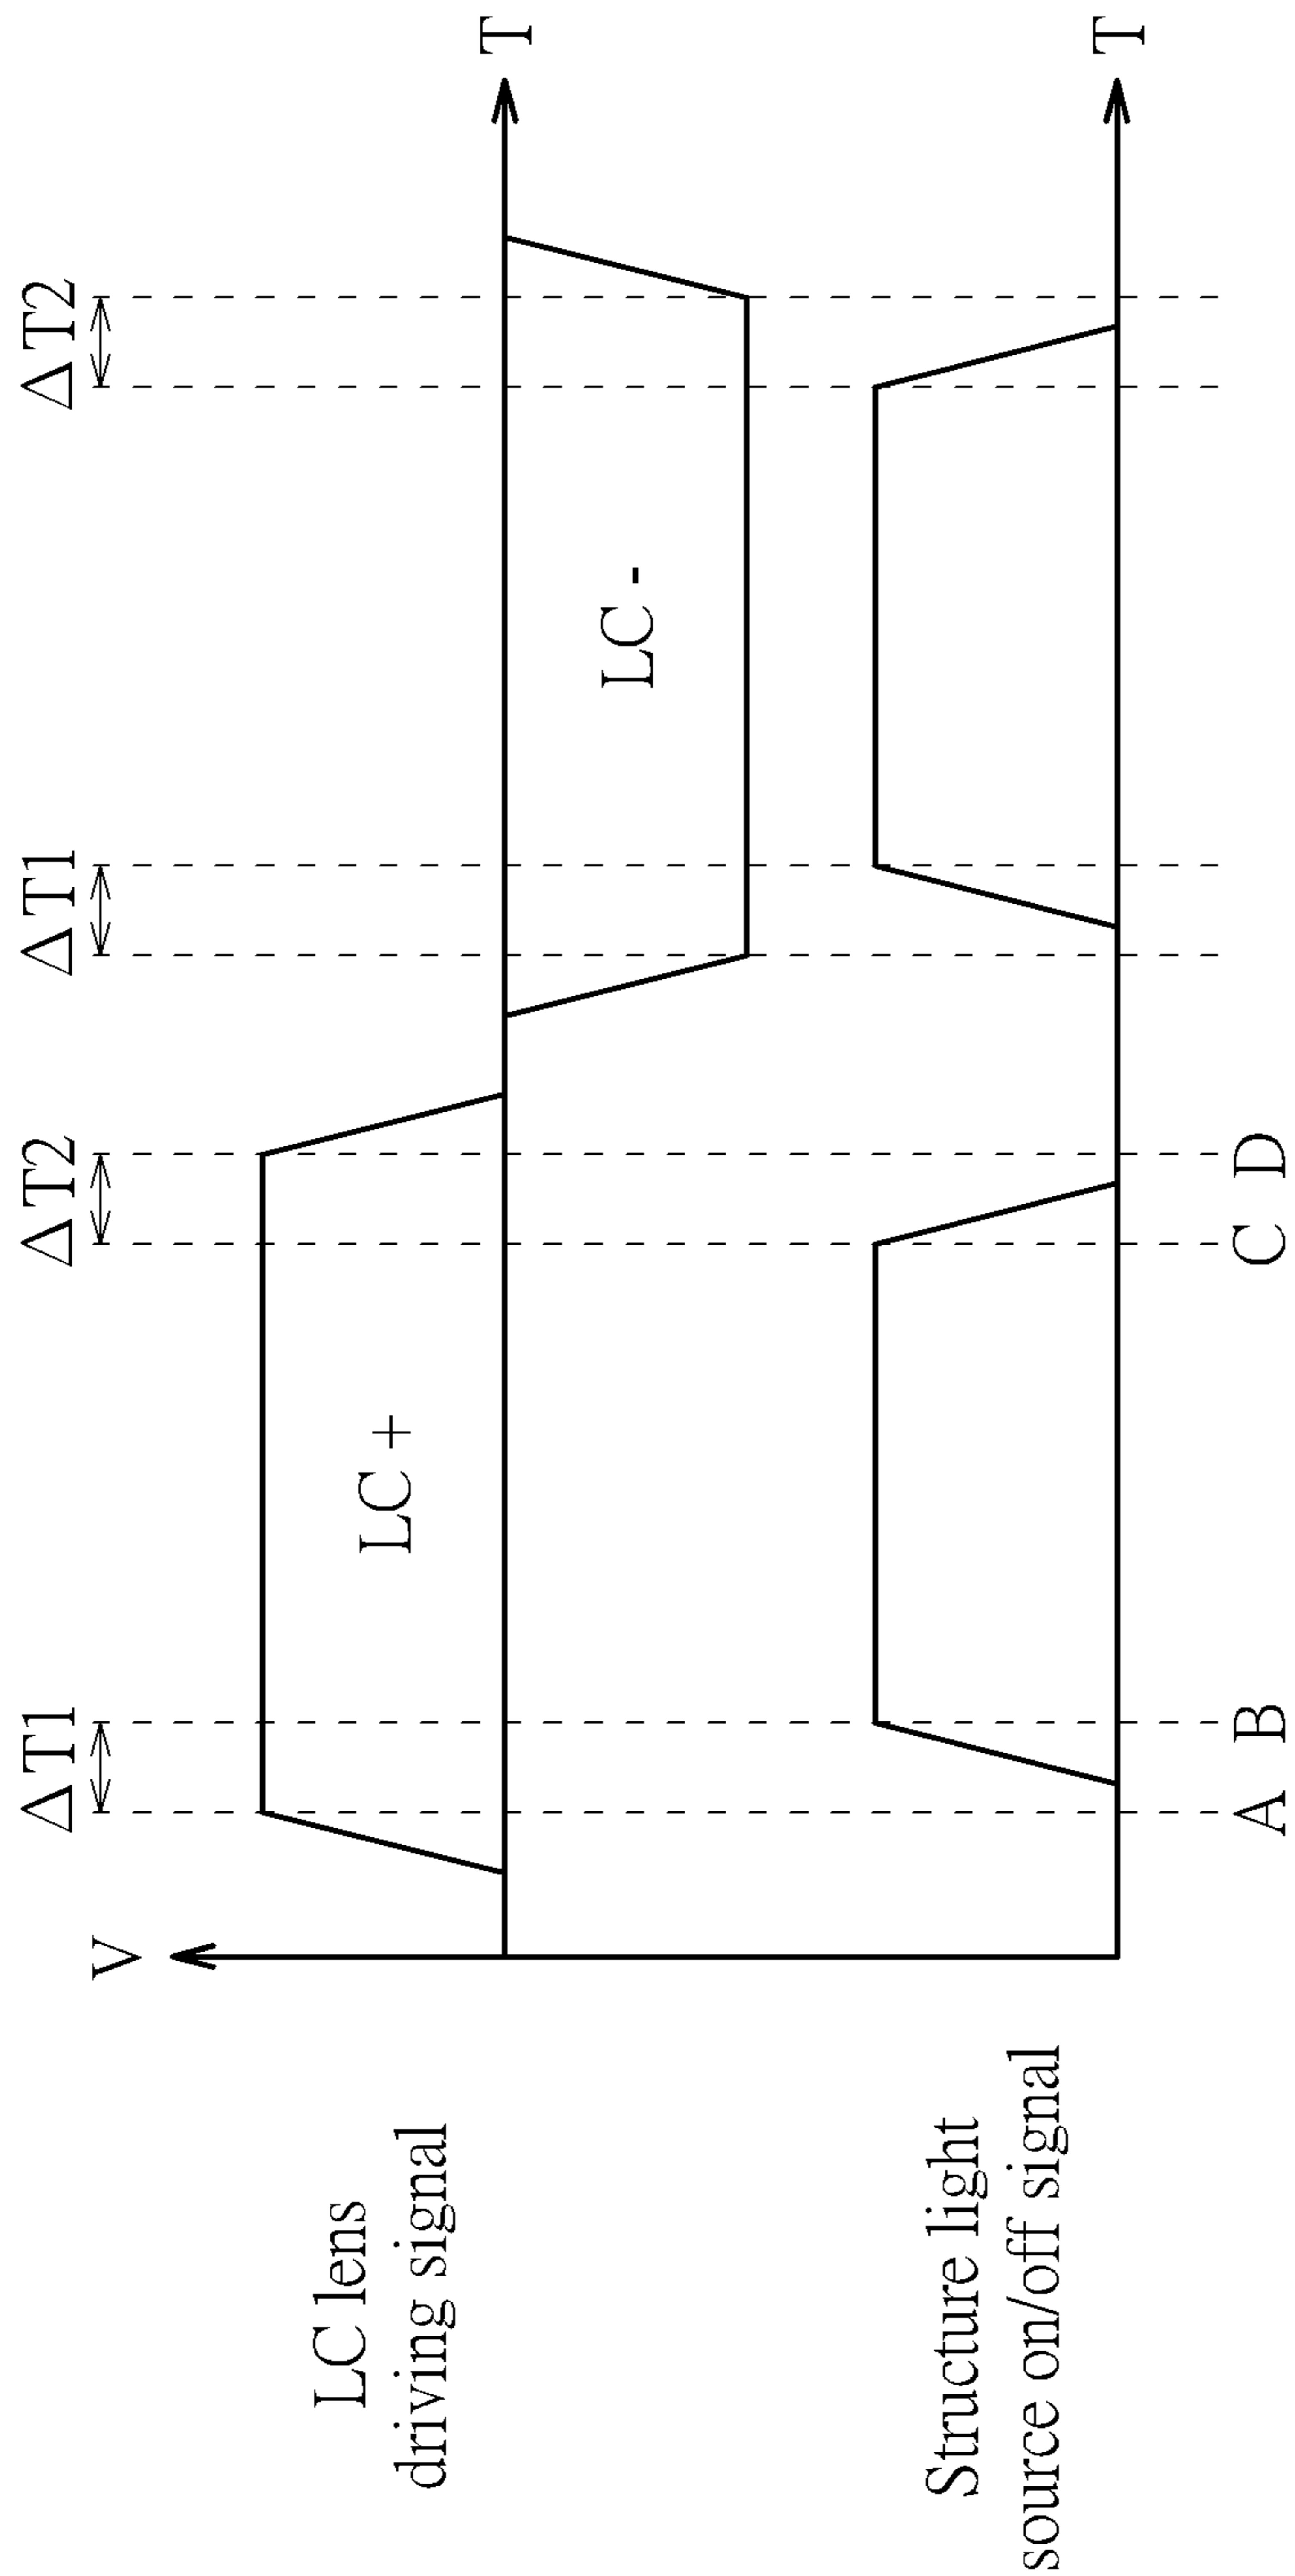 V
ΔT1
ΔT2
ΔT1
ΔT2
LC lens
driving signal
LC +
LC -
T
Structure light
source on/off signal
T
A
B
C
D